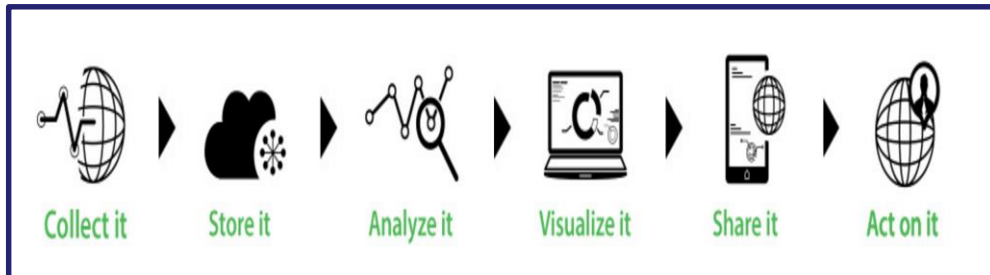 Collect it
Store it
Analyze it
Visualize it
Share it
Act on it